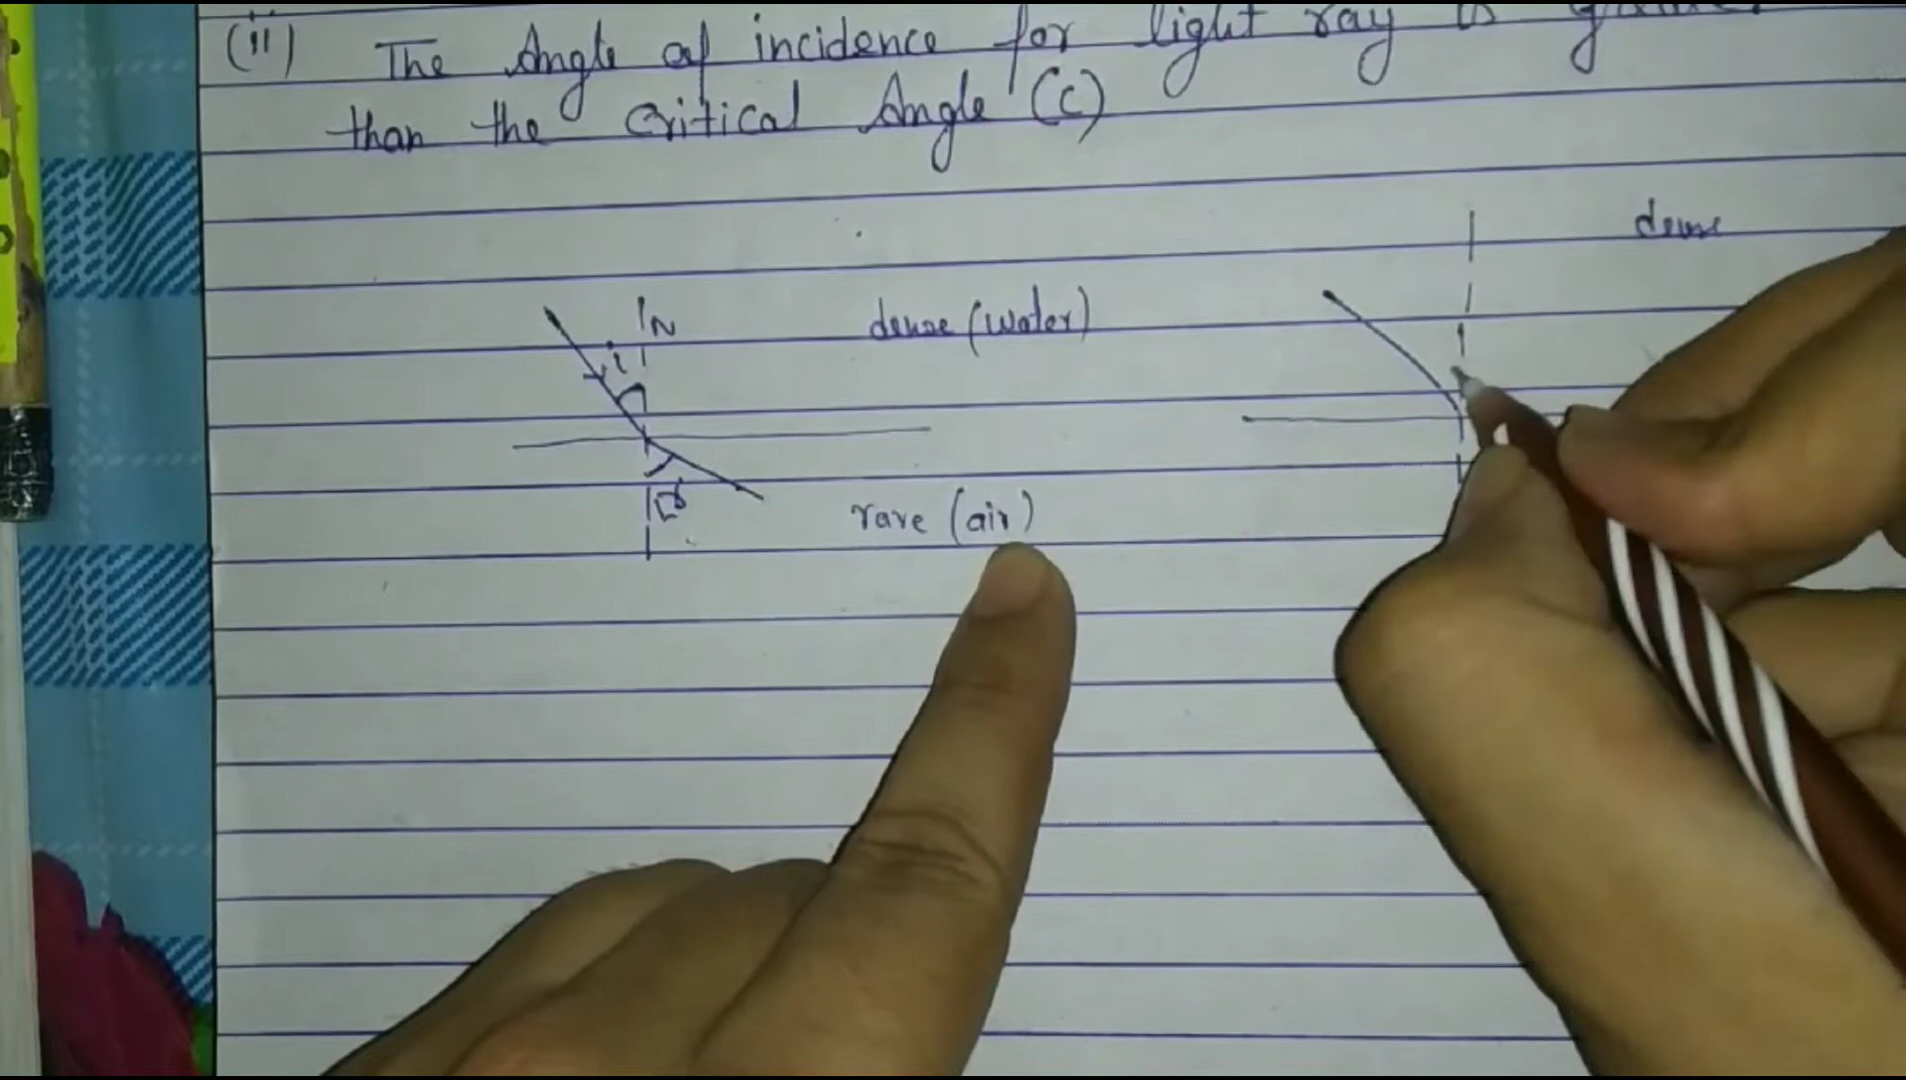 (ii) The Angle of incidence for light ray is
than the critical Angle (C)
dense
N
i
dense (water)
rare (air)